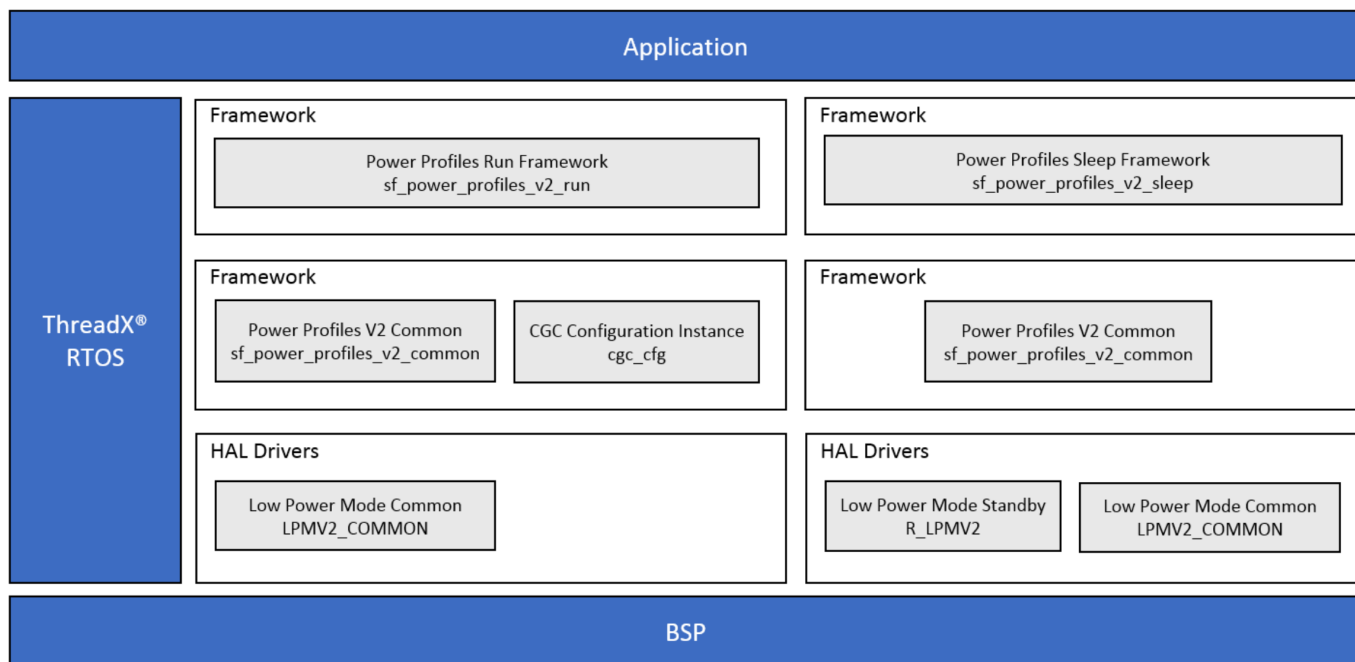 Application
ThreadX®
RTOS
Framework
Power Profiles Run Framework
sf_power_profiles_v2_run
Framework
Power Profiles Sleep Framework
sf_power_profiles_v2_sleep
Framework
Power Profiles V2 Common
sf_power_profiles_v2_common
CGC Configuration Instance
cgc_cfg
Framework
Power Profiles V2 Common
sf_power_profiles_v2_common
HAL Drivers
Low Power Mode Common
LPMV2_COMMON
HAL Drivers
Low Power Mode Standby
R_LPMV2
Low Power Mode Common
LPMV2_COMMON
BSP